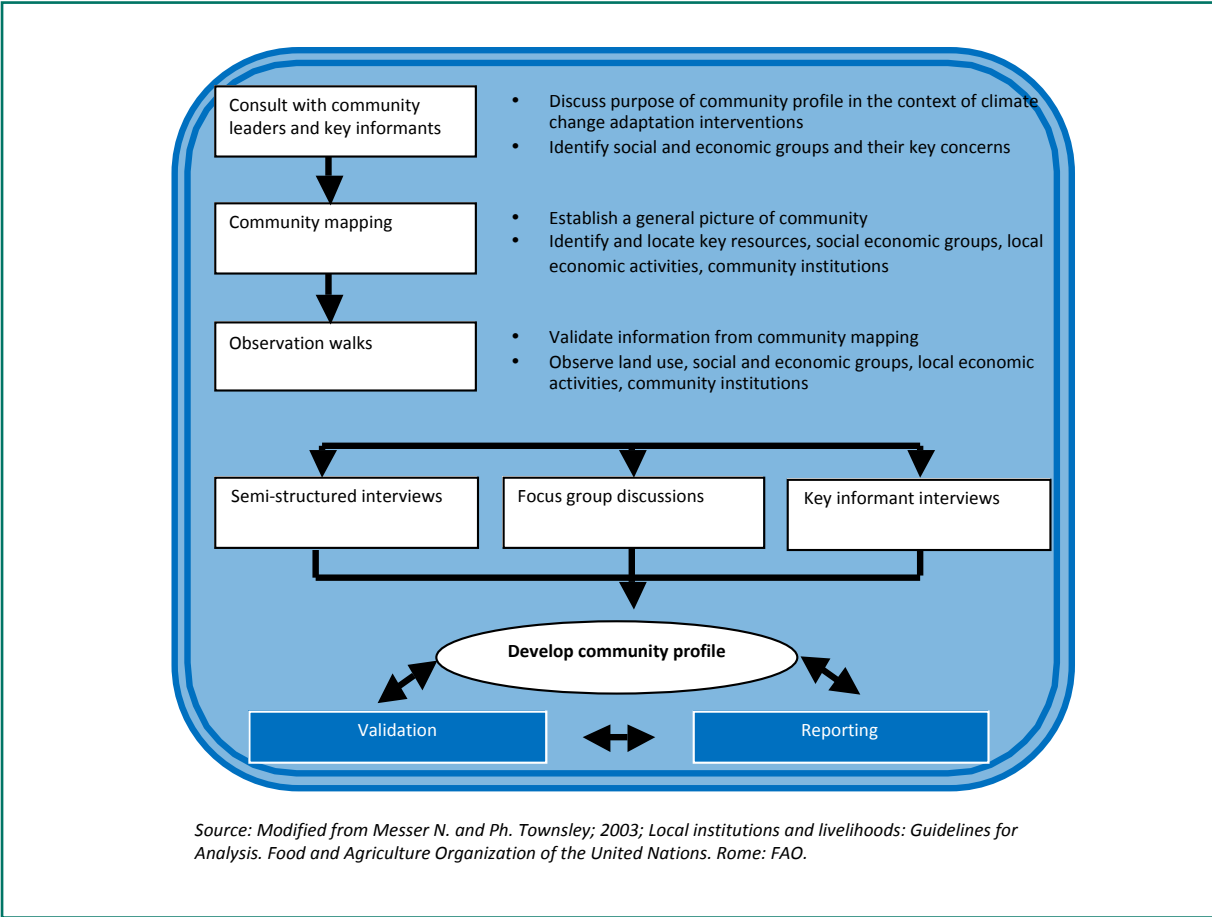 Consult with community
leaders and key informants
• Discuss purpose of community profile in the context of climate
change adaptation interventions
• Identify social and economic groups and their key concerns
Community mapping
• Establish a general picture of community
• Identify and locate key resources, social economic groups, local
economic activities, community institutions
Observation walks
• Validate information from community mapping
• Observe land use, social and economic groups, local economic
activities, community institutions
Semi-structured interviews
Focus group discussions
Key informant interviews
Develop community profile
Validation
Reporting
Source: Modified from Messer N. and Ph. Townsley; 2003; Local institutions and livelihoods: Guidelines for
Analysis. Food and Agriculture Organization of the United Nations. Rome: FAO.